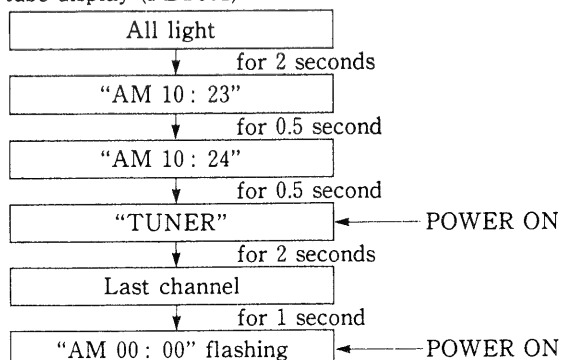 All light
for 2 seconds
“AM 10 : 23”
for 0.5 second
“AM 10 : 24”
for 0.5 second
“TUNER” POWER ON
for 2 seconds
Last channel
for 1 second
“AM 00 : 00” flashing POWER ON